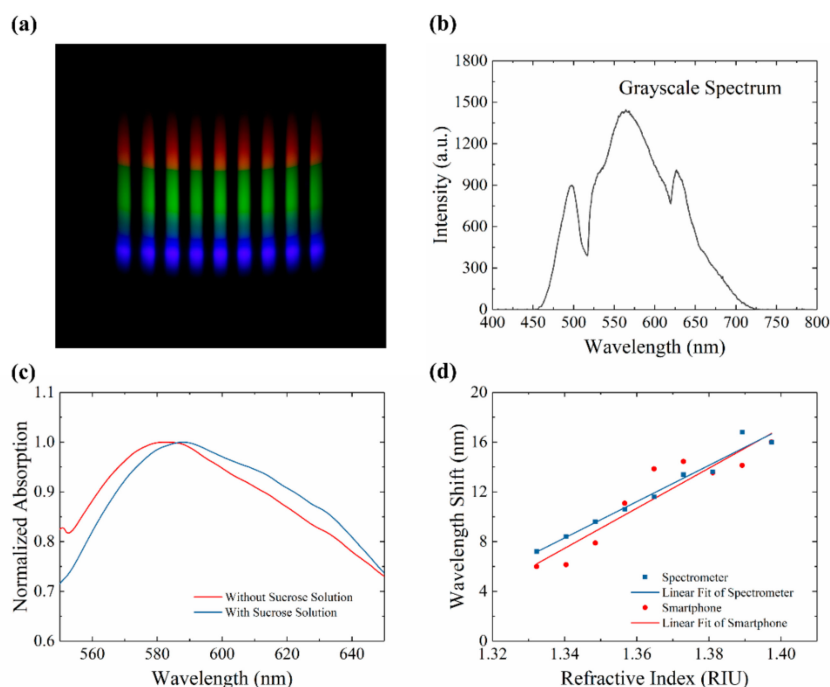 (a)
(b)
Grayscale Spectrum
1800
1500
1200
900
600
300
0
Intensity (a.u.)
400 450 500 550 600 650 700 750 800
Wavelength (nm)
(c)
1.1
1.0
0.9
0.8
0.7
0.6
Normalized Absorption
Without Sucrose Solution
With Sucrose Solution
560 580 600 620 640
Wavelength (nm)
(d)
20
16
12
8
4
0
Wavelength Shift (nm)
Spectrometer
Linear Fit of Spectrometer
Smartphone
Linear Fit of Smartphone
1.32 1.34 1.36 1.38 1.40
Refractive Index (RIU)